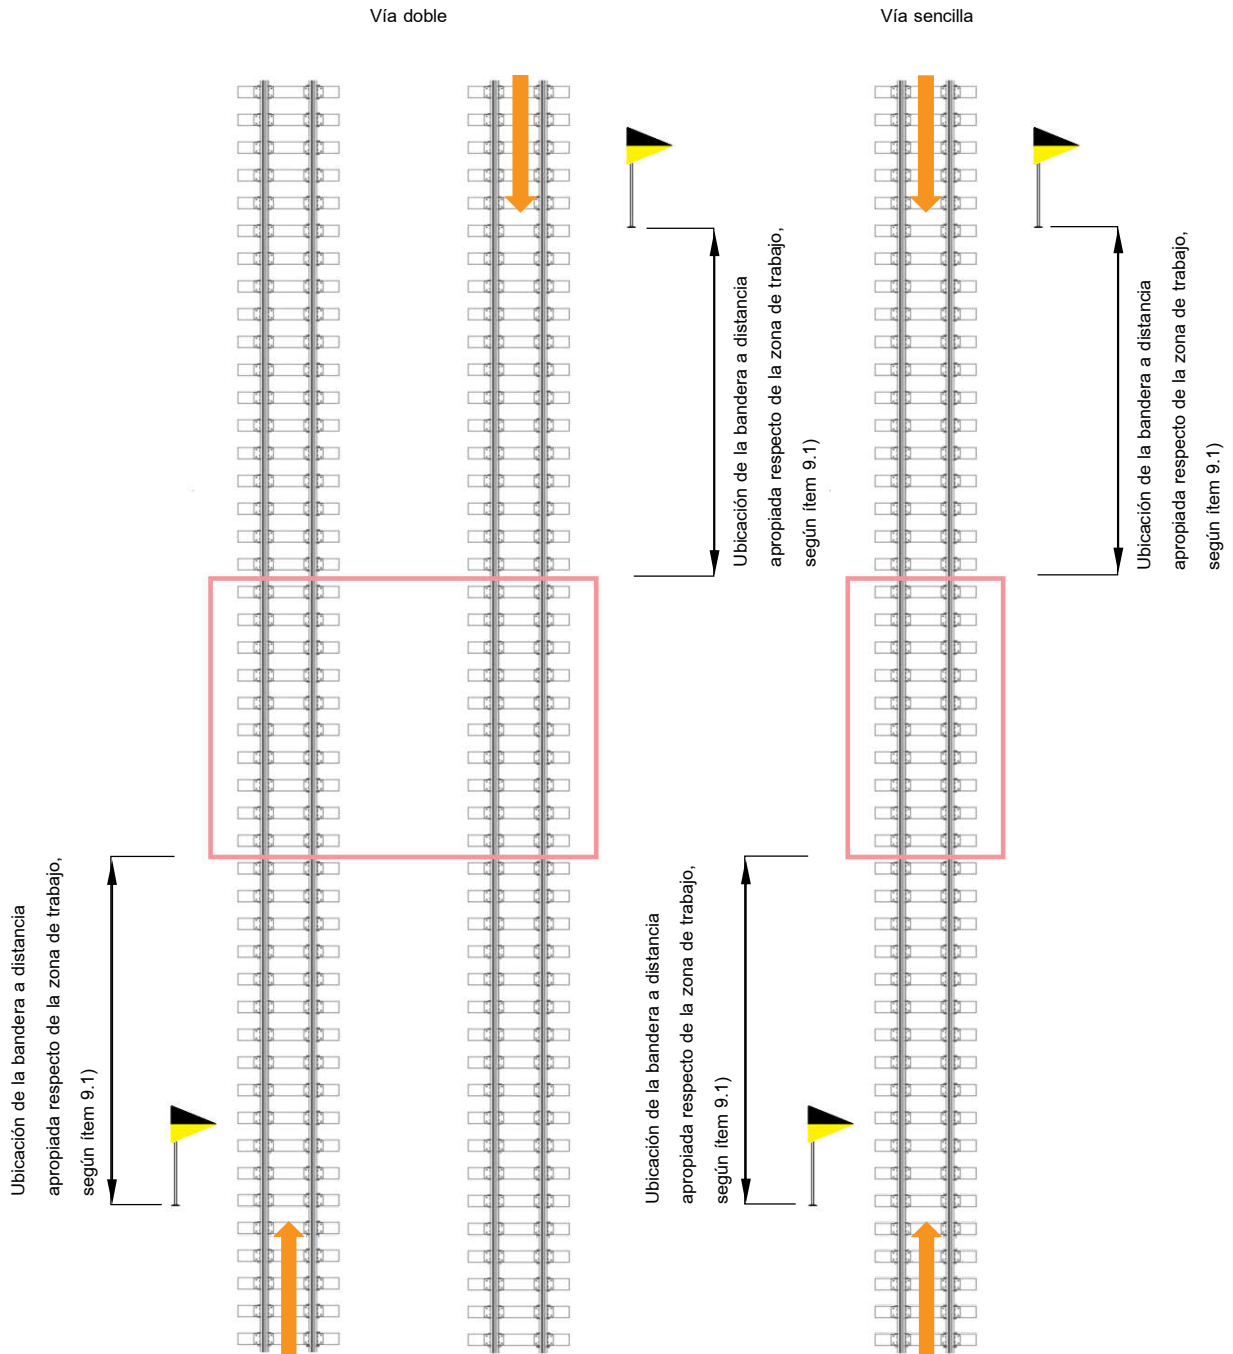 Vía doble
Vía sencilla
Ubicación de la bandera a distancia
apropiada respecto de la zona de trabajo,
según ítem 9.1)
Ubicación de la bandera a distancia
apropiada respecto de la zona de trabajo,
según ítem 9.1)
Ubicación de la bandera a distancia
apropiada respecto de la zona de trabajo,
según ítem 9.1)
Ubicación de la bandera a distancia
apropiada respecto de la zona de trabajo,
según ítem 9.1)